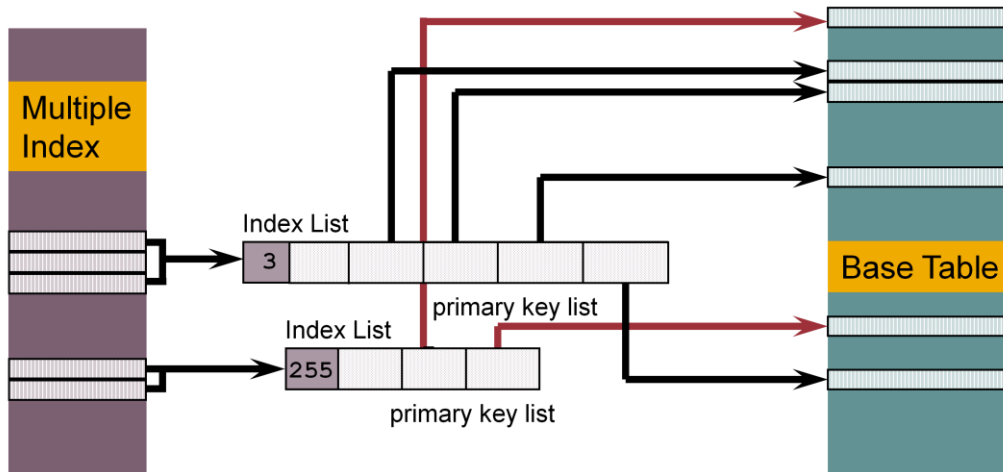 Multiple
Index
Index List
3
primary key list
Index List
255
primary key list
Base Table